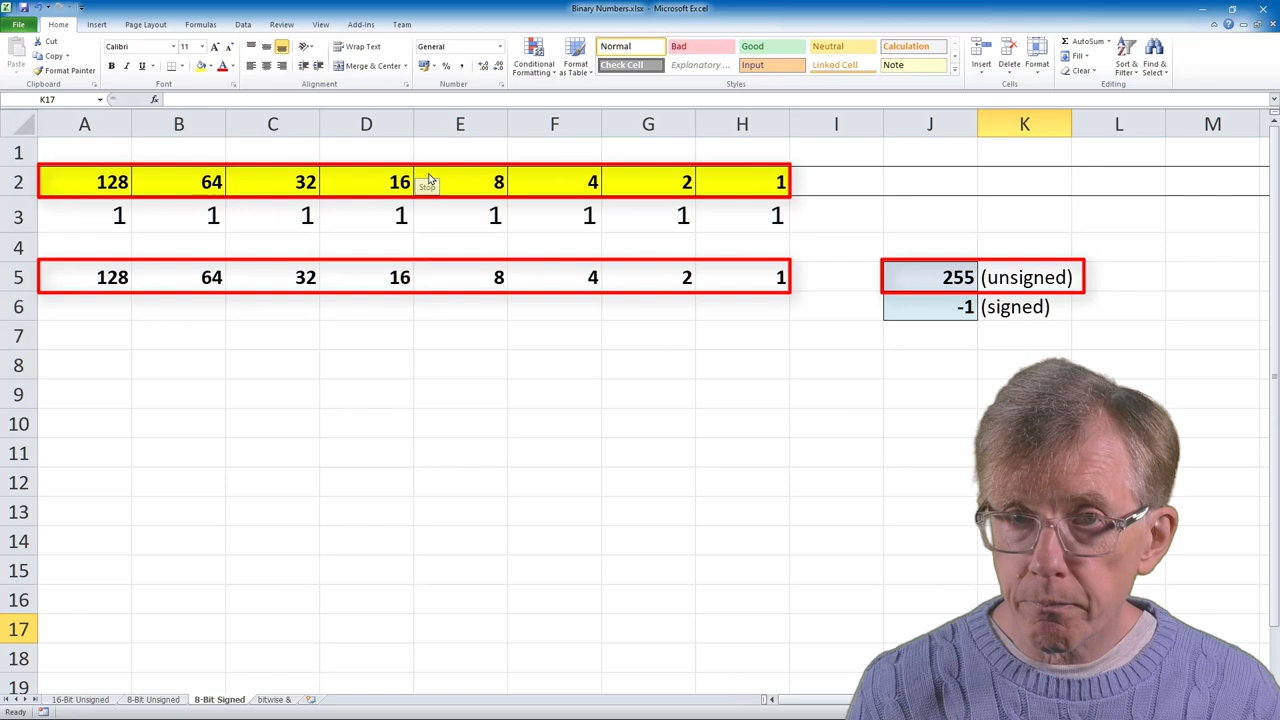 Binary Numbers.xlsx - Microsoft Excel
File Home Insert Page Layout Formulas Data Review View Add-Ins Team
Cut Calibri 11 A A Wrap Text General Normal Bad Good Neutral Calculation AutoSum
Copy Fill
Paste Format Painter B I U A Merge & Center % , Conditional Formatting Format as Table Check Cell Explanatory ... Input Linked Cell Note Insert Delete Format Clear Sort & Filter Find & Select
Clipboard Font Alignment Number Styles Cells Editing
K17 fx
A B C D E F G H I J K L M
1
2 128 64 32 16 8 4 2 1
Stop
3 1 1 1 1 1 1 1 1
4
5 128 64 32 16 8 4 2 1 255 (unsigned)
6 -1 (signed)
7
8
9
10
11
12
13
14
15
16
17
18
19
16-Bit Unsigned 8-Bit Unsigned 8-Bit Signed bitwise &
Ready